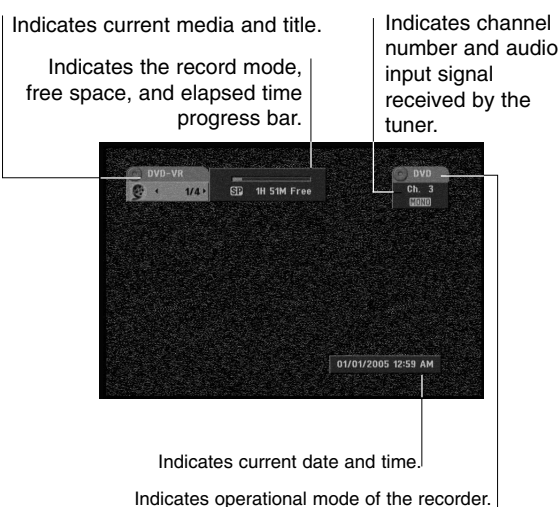 Indicates current media and title.
Indicates the record mode,
free space, and elapsed time
progress bar.
Indicates channel
number and audio
input signal
received by the
tuner.
DVD-VR
1/4
SP 1H 51M Free
DVD
Ch. 3
MONO
01/01/2005 12:59 AM
Indicates current date and time.
Indicates operational mode of the recorder.